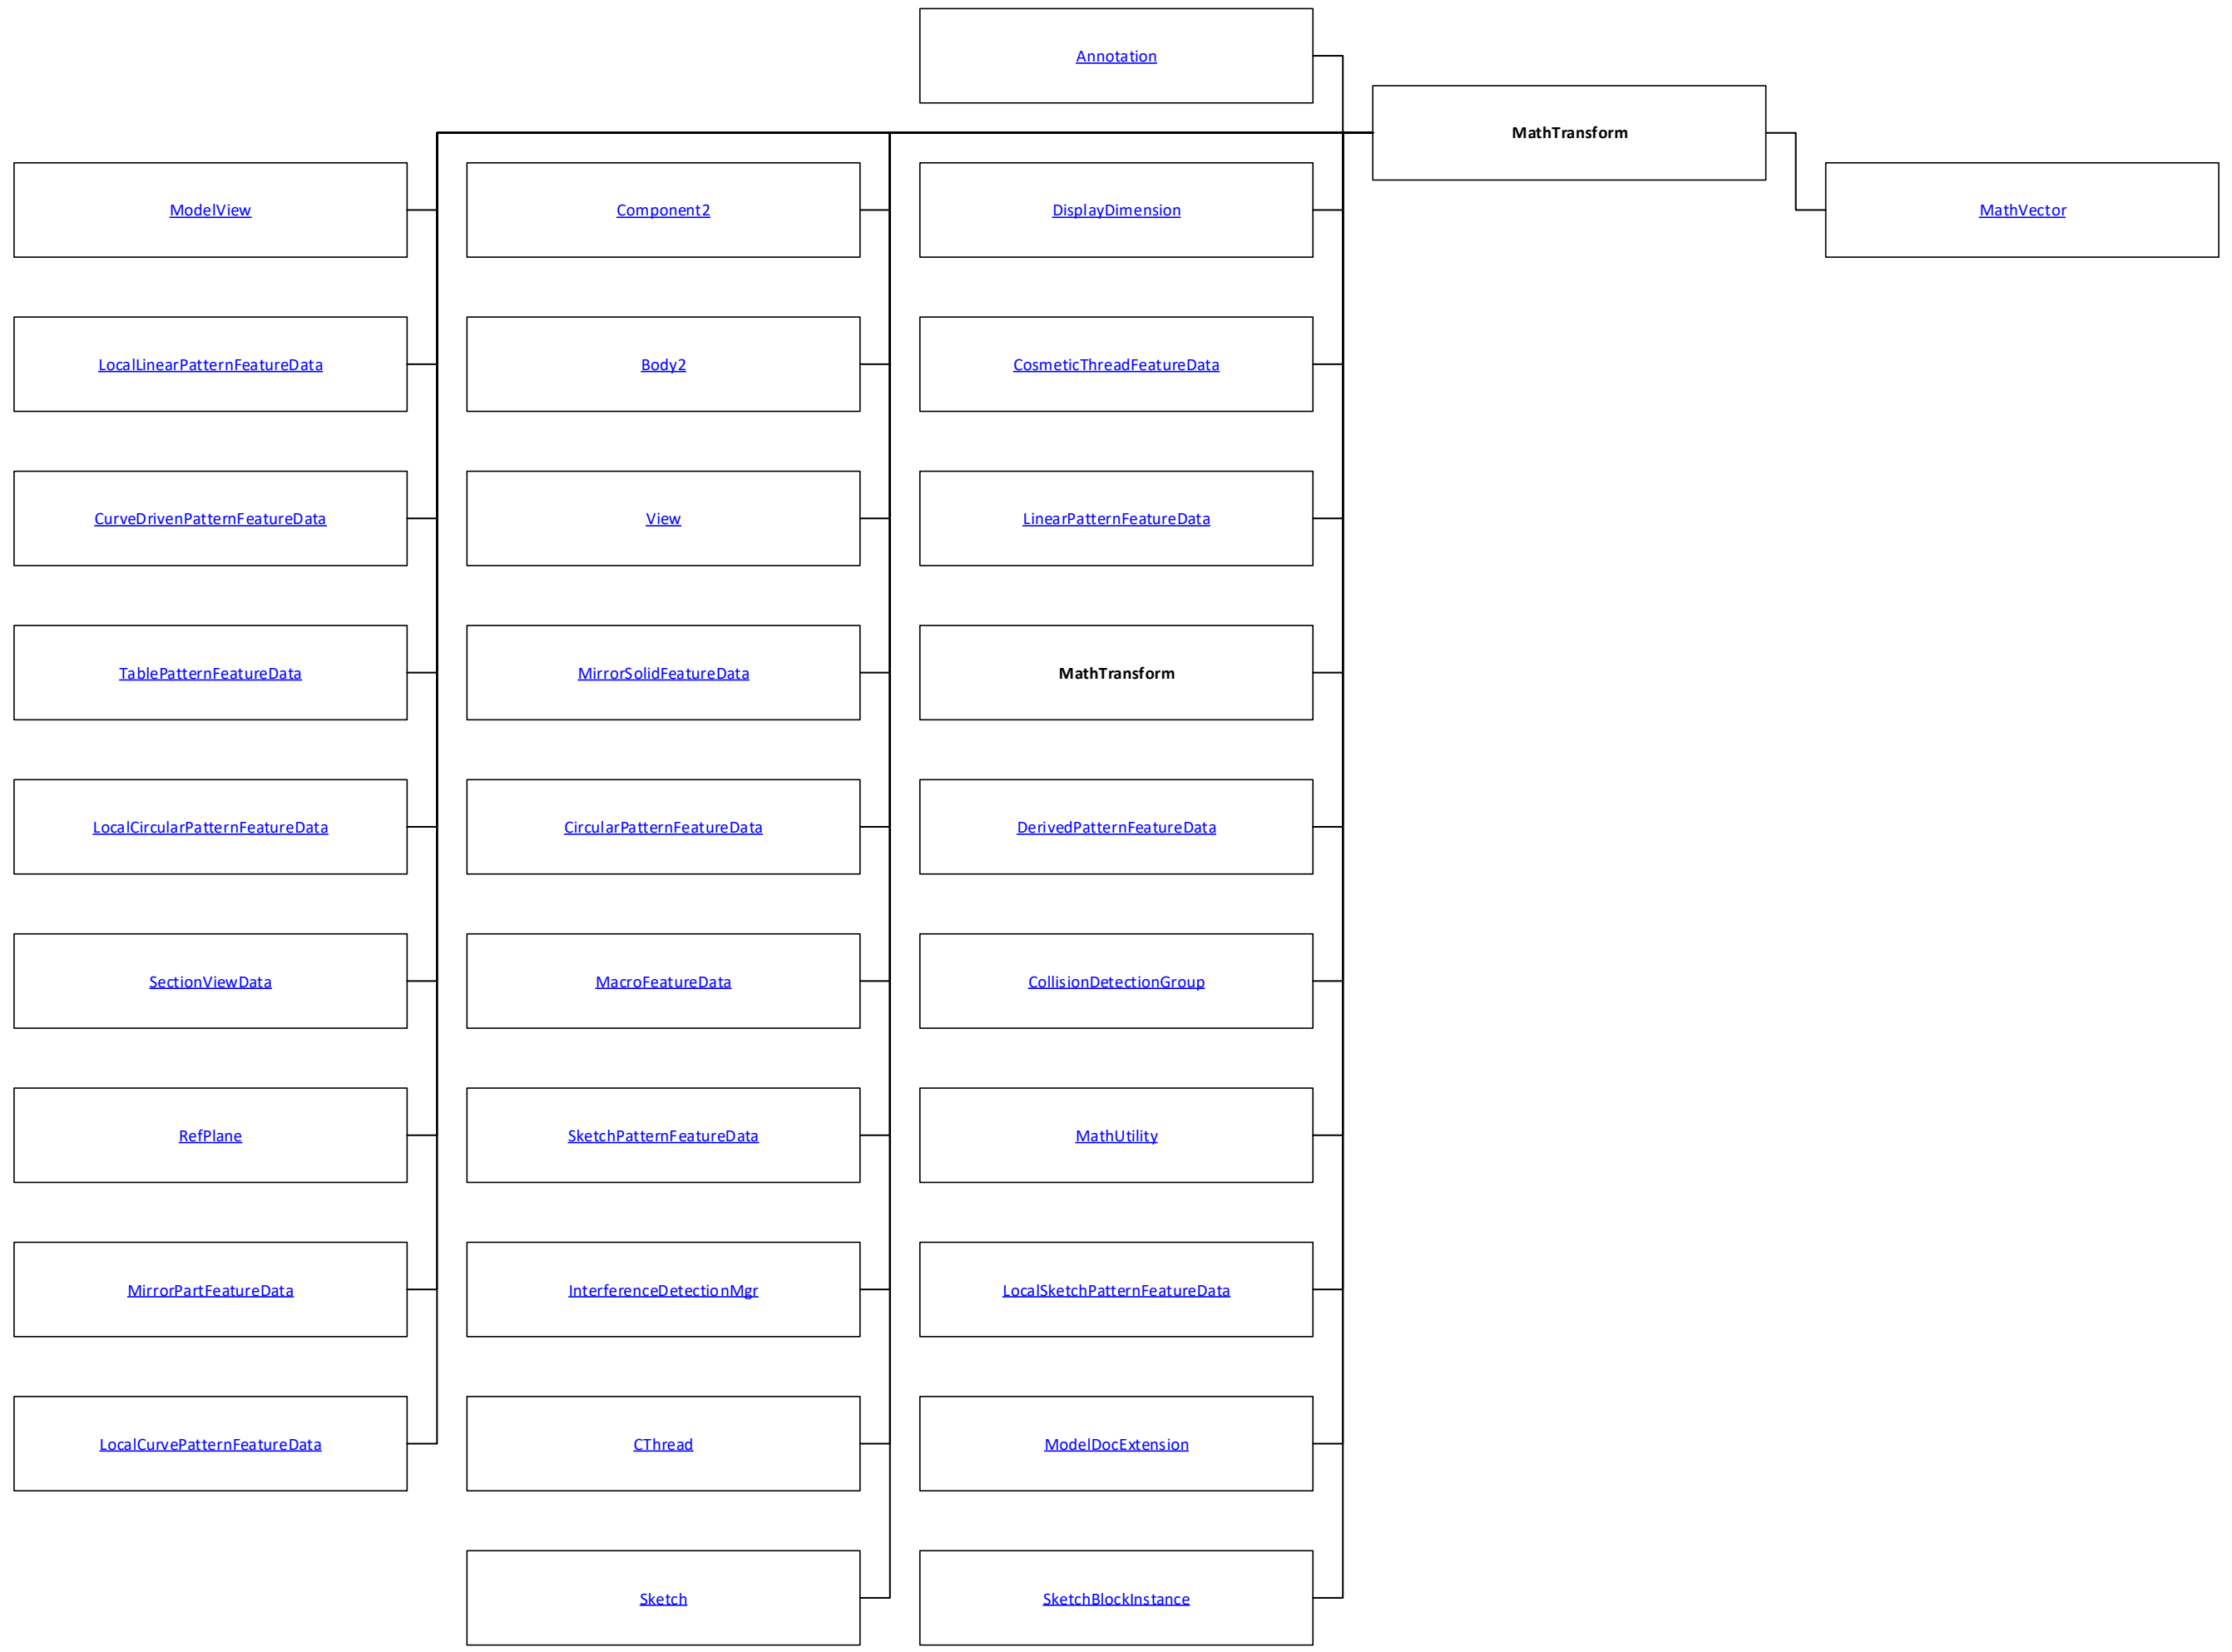 Annotation
MathTransform
ModelView
Component2
DisplayDimension
MathVector
LocalLinearPatternFeatureData
Body2
CosmeticThreadFeatureData
CurveDrivenPatternFeatureData
View
LinearPatternFeatureData
TablePatternFeatureData
MirrorSolidFeatureData
MathTransform
LocalCircularPatternFeatureData
CircularPatternFeatureData
DerivedPatternFeatureData
SectionViewData
MacroFeatureData
CollisionDetectionGroup
RefPlane
SketchPatternFeatureData
MathUtility
MirrorPartFeatureData
InterferenceDetectionMgr
LocalSketchPatternFeatureData
LocalCurvePatternFeatureData
CThread
ModelDocExtension
Sketch
SketchBlockInstance